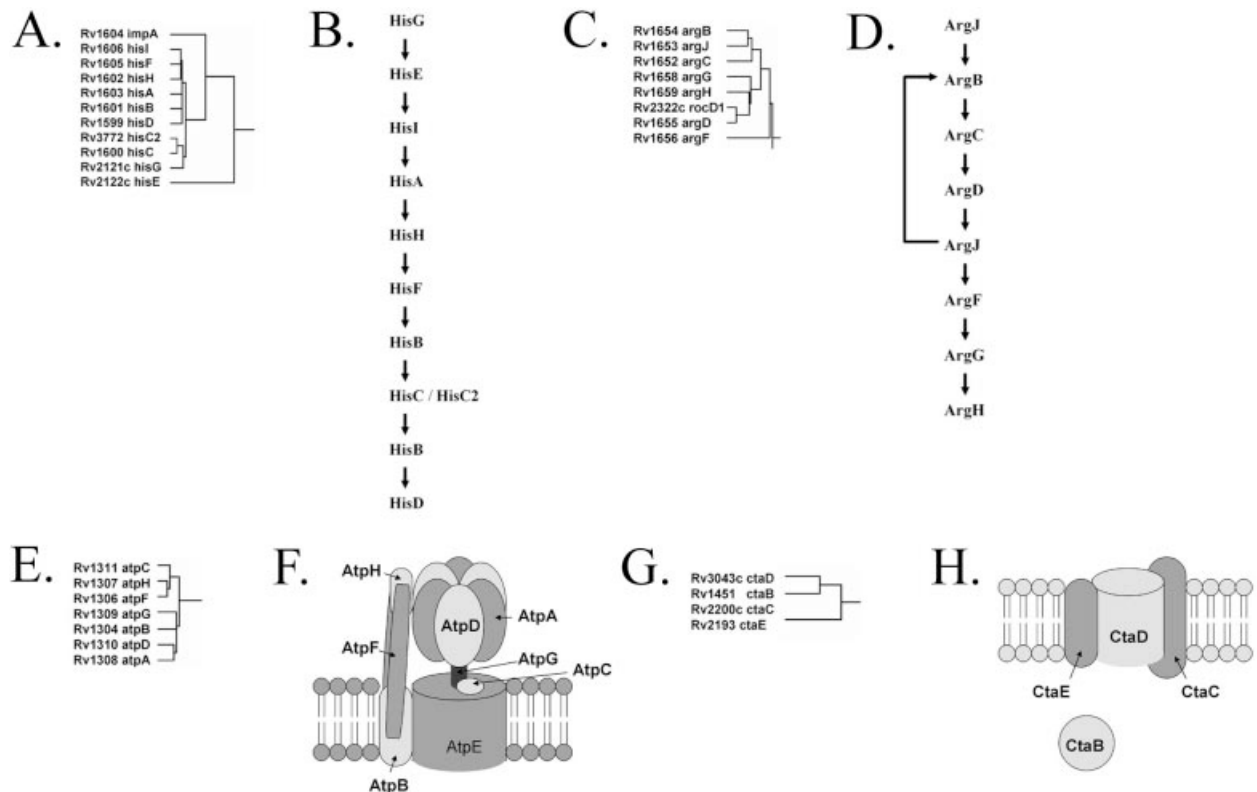 A.
Rv1604 impA
Rv1606 hisI
Rv1605 hisF
Rv1602 hisH
Rv1603 hisA
Rv1601 hisB
Rv1599 hisD
Rv3772 hisC2
Rv1600 hisC
Rv2121c hisG
Rv2122c hisE
B.
HisG
HisE
HisI
HisA
HisH
HisF
HisB
HisC / HisC2
HisB
HisD
C.
Rv1654 argB
Rv1653 argJ
Rv1652 argC
Rv1658 argG
Rv1659 argH
Rv2322c rocD1
Rv1655 argD
Rv1656 argF
D.
ArgJ
ArgB
ArgC
ArgD
ArgJ
ArgF
ArgG
ArgH
E.
Rv1311 atpC
Rv1307 atpH
Rv1306 atpF
Rv1309 atpG
Rv1304 atpB
Rv1310 atpD
Rv1308 atpA
F.
AtpH
AtpA
AtpD
AtpF
AtpG
AtpC
AtpE
AtpB
G.
Rv3043c ctaD
Rv1451 ctaB
Rv2200c ctaC
Rv2193 ctaE
H.
CtaD
CtaE
CtaC
CtaB